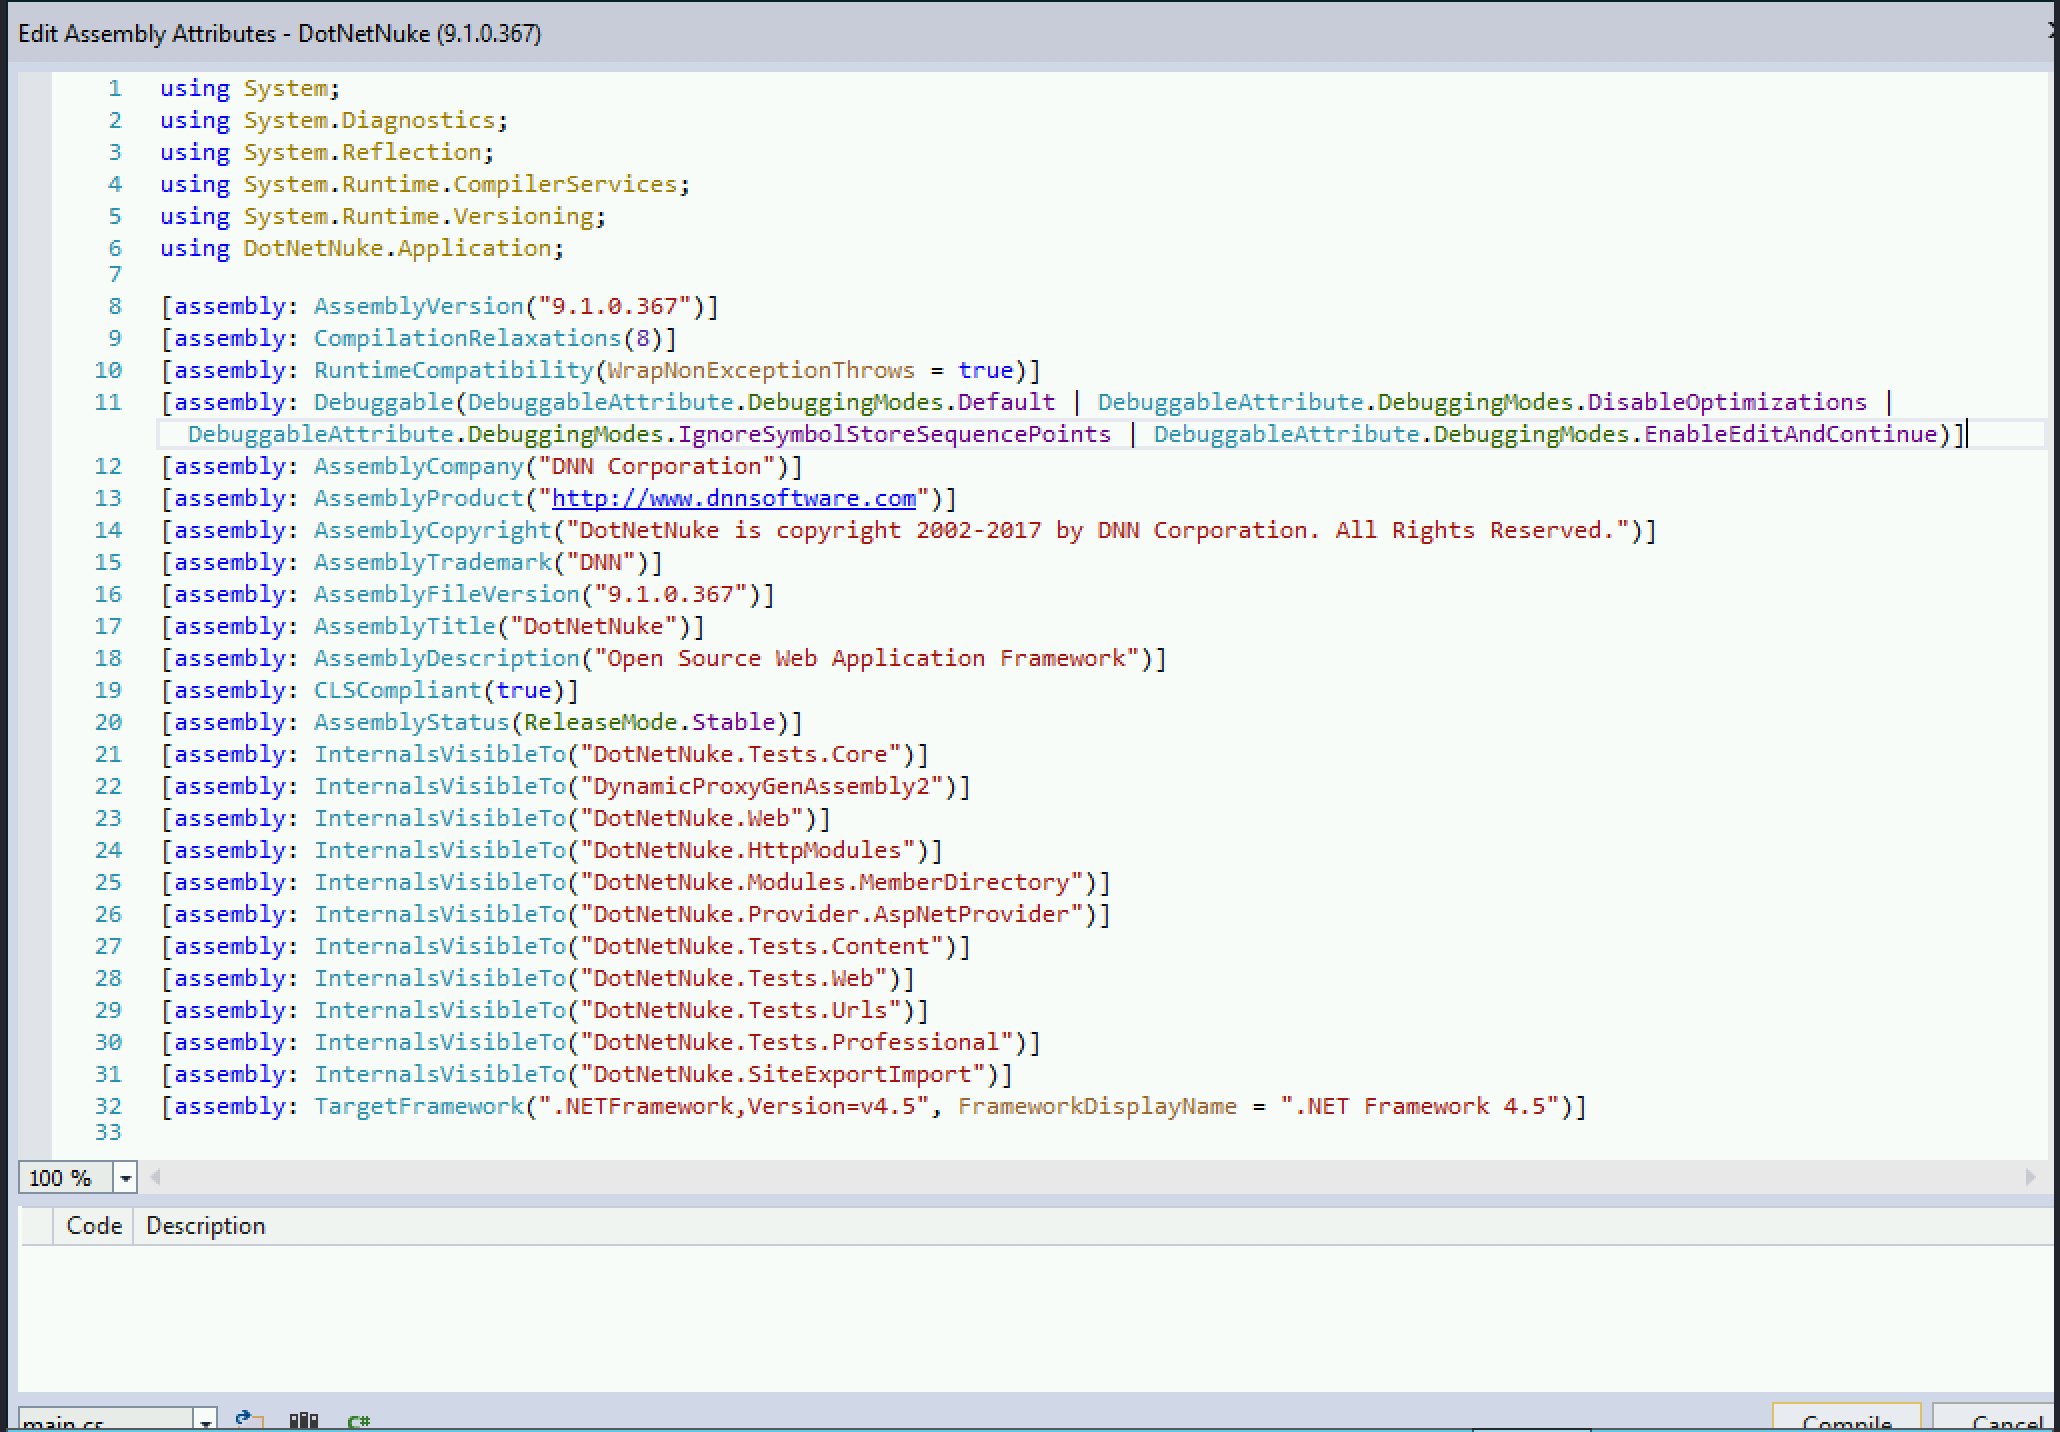 Edit Assembly Attributes - DotNetNuke (9.1.0.367)
1 using System;
2 using System.Diagnostics;
3 using System.Reflection;
4 using System.Runtime.CompilerServices;
5 using System.Runtime.Versioning;
6 using DotNetNuke.Application;
7
8 [assembly: AssemblyVersion("9.1.0.367")]
9 [assembly: CompilationRelaxations(8)]
10 [assembly: RuntimeCompatibility(WrapNonExceptionThrows = true)]
11 [assembly: Debuggable(DebuggableAttribute.DebuggingModes.Default | DebuggableAttribute.DebuggingModes.DisableOptimizations |
DebuggableAttribute.DebuggingModes.IgnoreSymbolStoreSequencePoints | DebuggableAttribute.DebuggingModes.EnableEditAndContinue)]
12 [assembly: AssemblyCompany("DNN Corporation")]
13 [assembly: AssemblyProduct("http://www.dnnsoftware.com")]
14 [assembly: AssemblyCopyright("DotNetNuke is copyright 2002-2017 by DNN Corporation. All Rights Reserved.")]
15 [assembly: AssemblyTrademark("DNN")]
16 [assembly: AssemblyFileVersion("9.1.0.367")]
17 [assembly: AssemblyTitle("DotNetNuke")]
18 [assembly: AssemblyDescription("Open Source Web Application Framework")]
19 [assembly: CLSCompliant(true)]
20 [assembly: AssemblyStatus(ReleaseMode.Stable)]
21 [assembly: InternalsVisibleTo("DotNetNuke.Tests.Core")]
22 [assembly: InternalsVisibleTo("DynamicProxyGenAssembly2")]
23 [assembly: InternalsVisibleTo("DotNetNuke.Web")]
24 [assembly: InternalsVisibleTo("DotNetNuke.HttpModules")]
25 [assembly: InternalsVisibleTo("DotNetNuke.Modules.MemberDirectory")]
26 [assembly: InternalsVisibleTo("DotNetNuke.Provider.AspNetProvider")]
27 [assembly: InternalsVisibleTo("DotNetNuke.Tests.Content")]
28 [assembly: InternalsVisibleTo("DotNetNuke.Tests.Web")]
29 [assembly: InternalsVisibleTo("DotNetNuke.Tests.Urls")]
30 [assembly: InternalsVisibleTo("DotNetNuke.Tests.Professional")]
31 [assembly: InternalsVisibleTo("DotNetNuke.SiteExportImport")]
32 [assembly: TargetFramework(".NETFramework,Version=v4.5", FrameworkDisplayName = ".NET Framework 4.5")]
33
100 %
Code Description
main.cs C# Compile Cancel